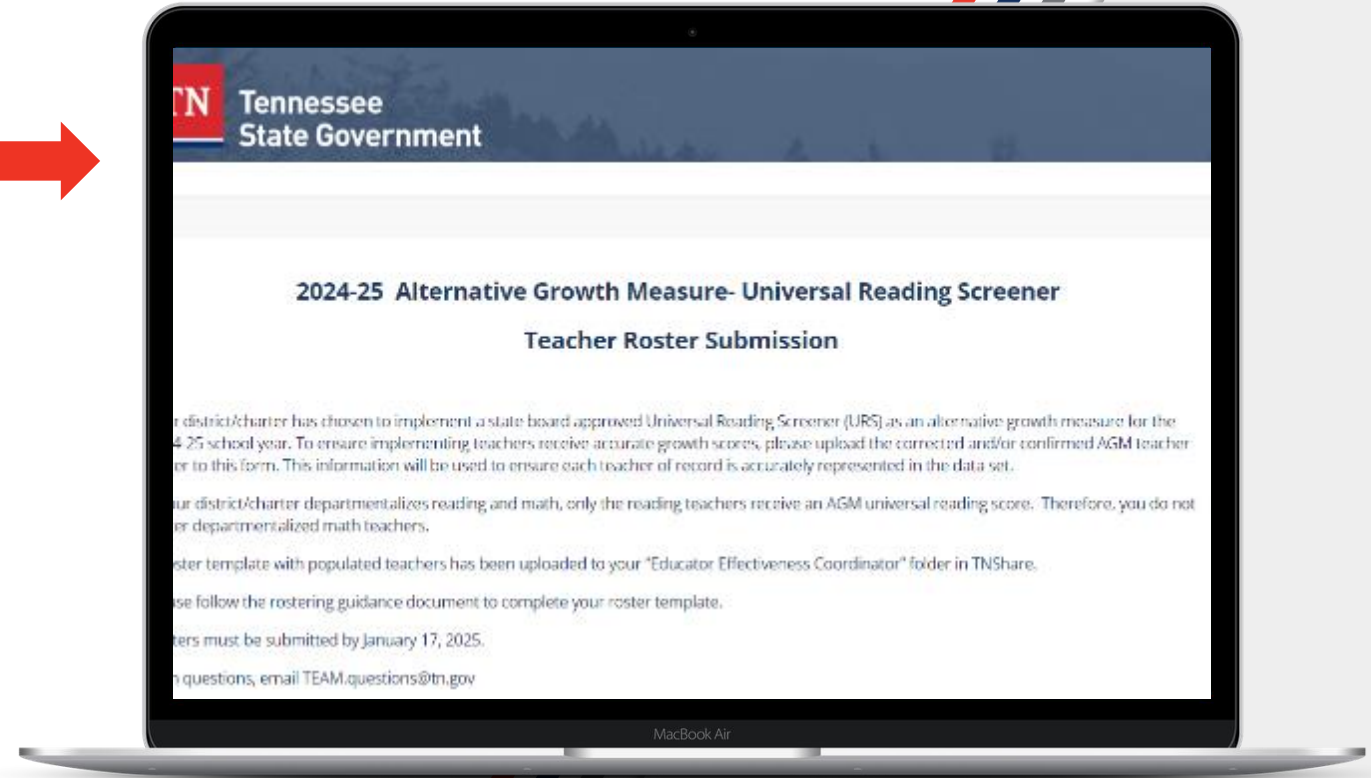 TN Tennessee
State Government
2024-25 Alternative Growth Measure- Universal Reading Screener
Teacher Roster Submission
r district/charter has chosen to implement a state board approved Universal Reading Screener (URS) as an alternative growth measure for the
4-25 school year. To ensure implementing teachers receive accurate growth scores, please upload the corrected and/or confirmed AGM teacher
er to this form. This information will be used to ensure each teacher of record is accurately represented in the data set.
ur district/charter departmentalizes reading and math, only the reading teachers receive an AGM universal reading score. Therefore, you do not
er departmentalized math teachers.
ster template with populated teachers has been uploaded to your "Educator Effectiveness Coordinator" folder in TNShare.
se follow the rostering guidance document to complete your roster template.
ters must be submitted by January 17, 2025.
questions, email TEAM.questions@tn.gov
MacBook Air